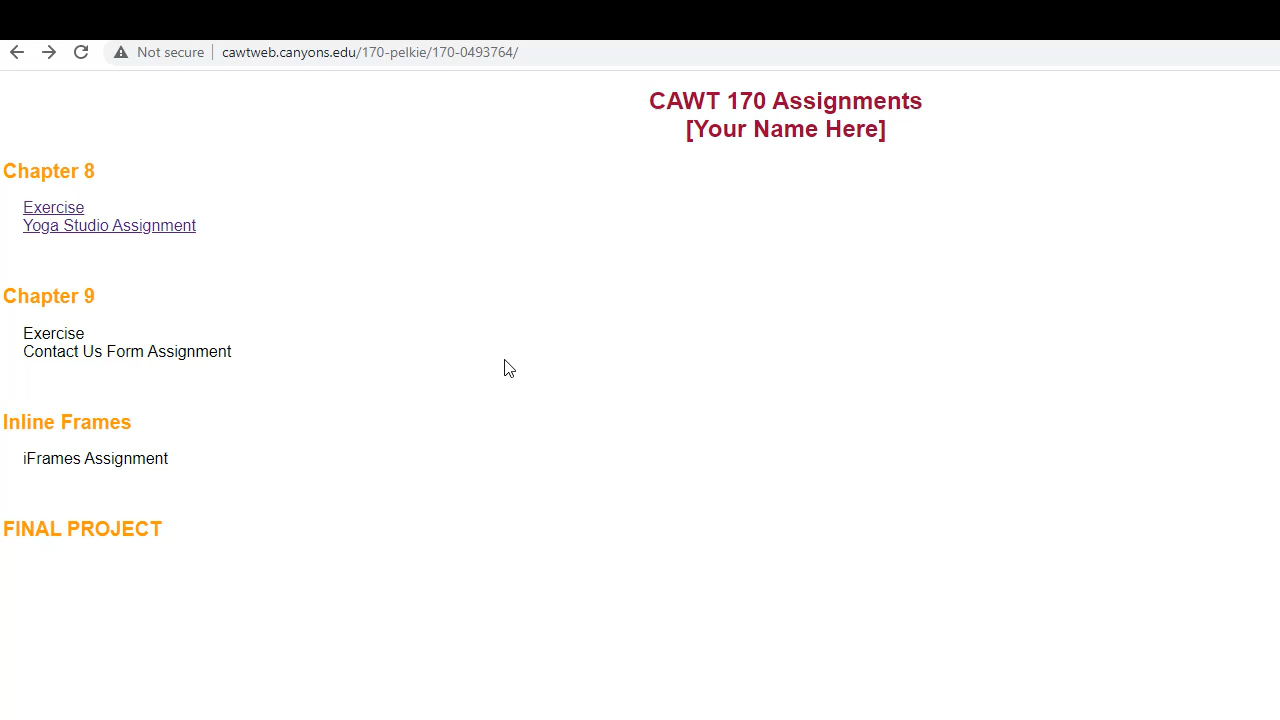 Not secure | cawtweb.canyons.edu/170-pelkie/170-0493764/
CAWT 170 Assignments
[Your Name Here]
Chapter 8
Exercise
Yoga Studio Assignment
Chapter 9
Exercise
Contact Us Form Assignment
Inline Frames
iFrames Assignment
FINAL PROJECT